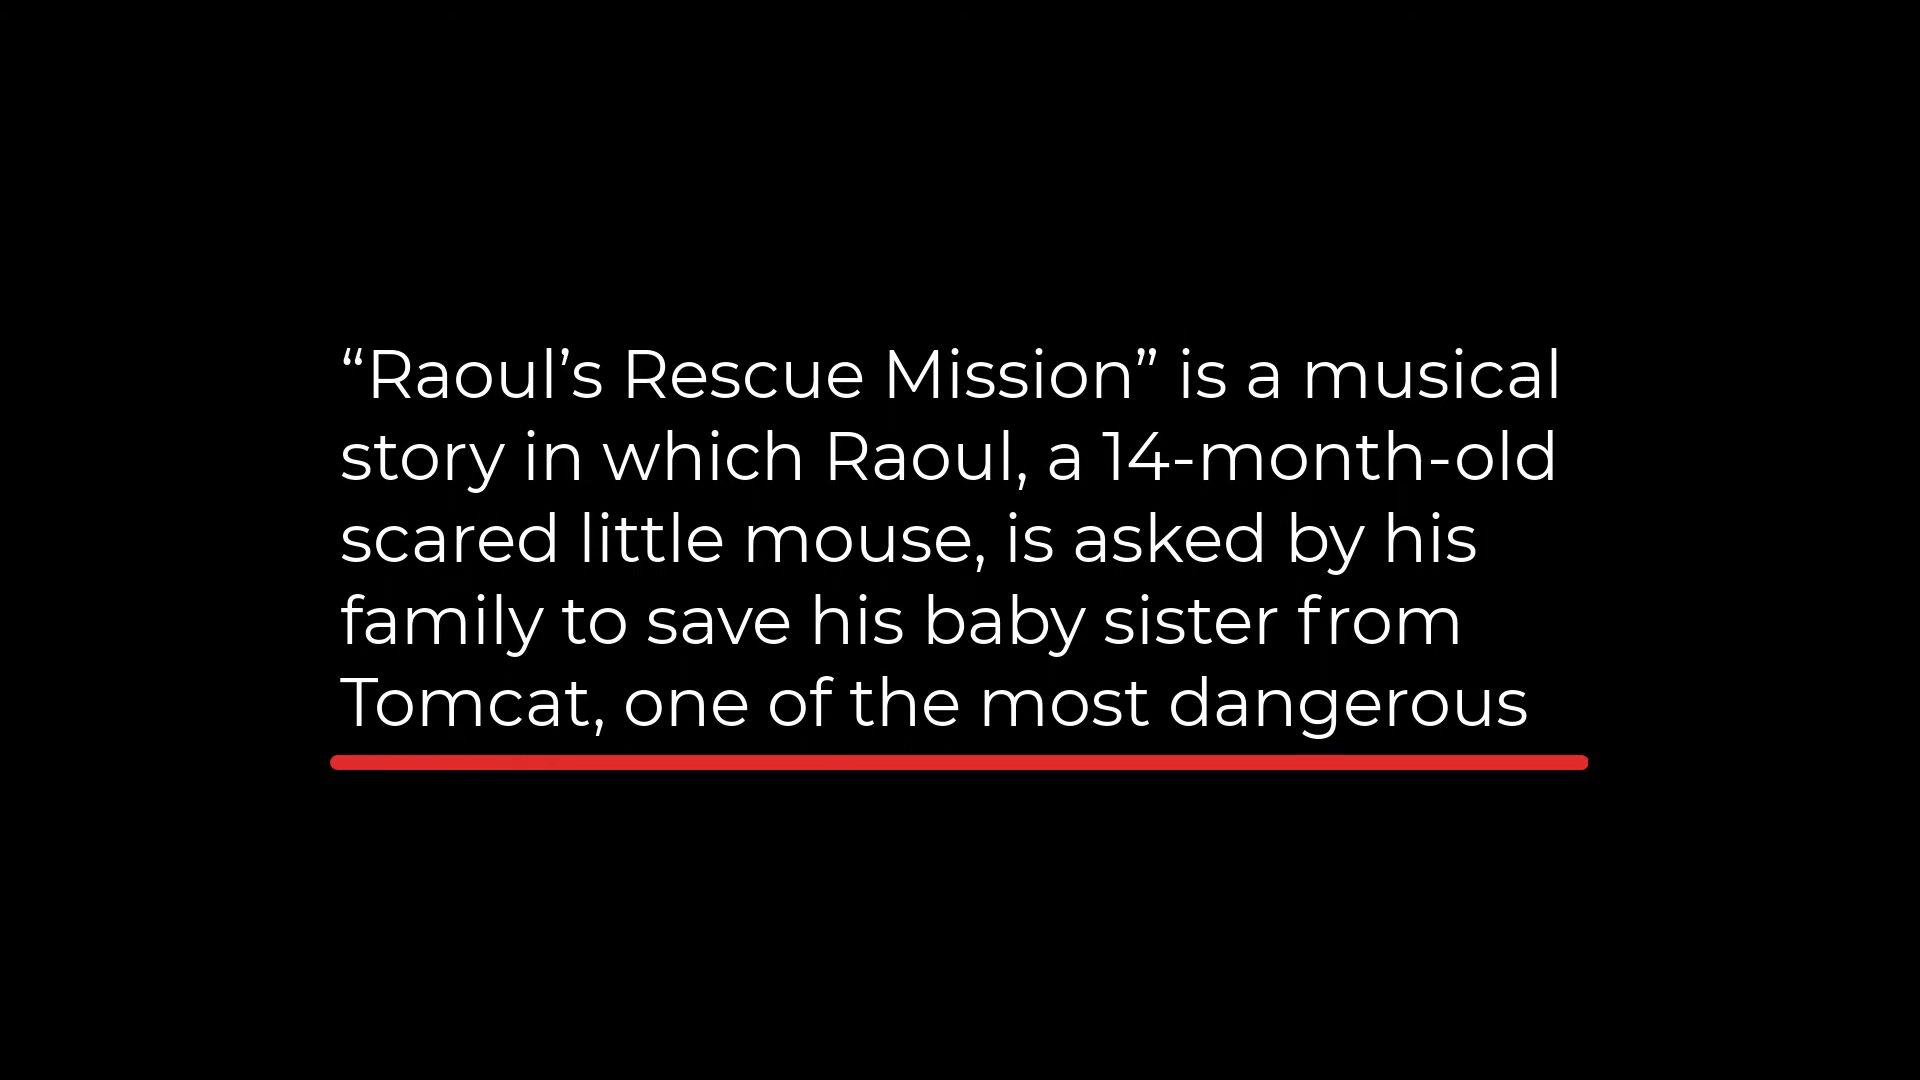 “Raoul’s Rescue Mission” is a musical
story in which Raoul, a 14-month-old
scared little mouse, is asked by his
family to save his baby sister from
Tomcat, one of the most dangerous